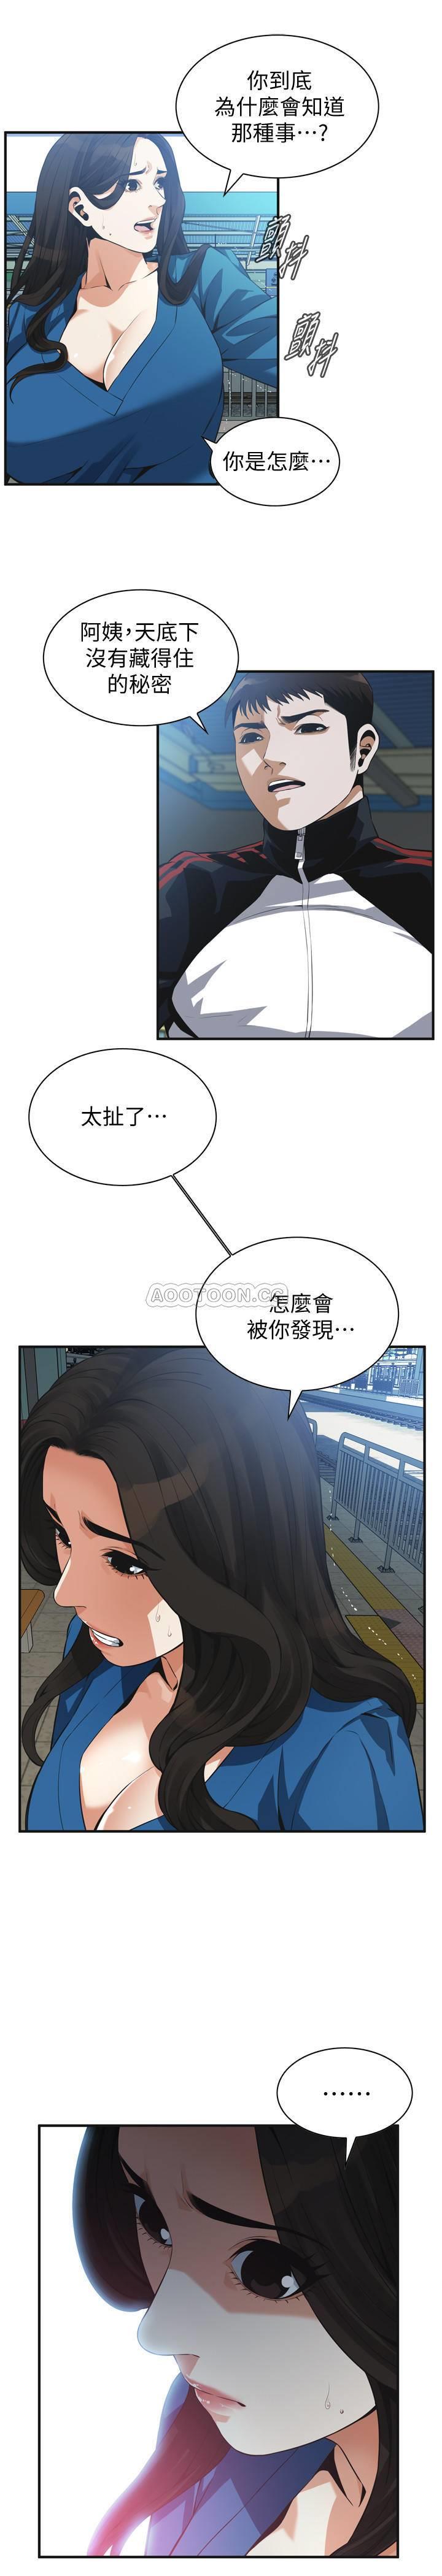 你到底
為什麼會知道
那種事…?
顫抖
顫抖
你是怎麼…
阿姨,天底下
沒有藏得住
的秘密
太扯了…
AOOTOON.CC
怎麼會
被你發現…
……